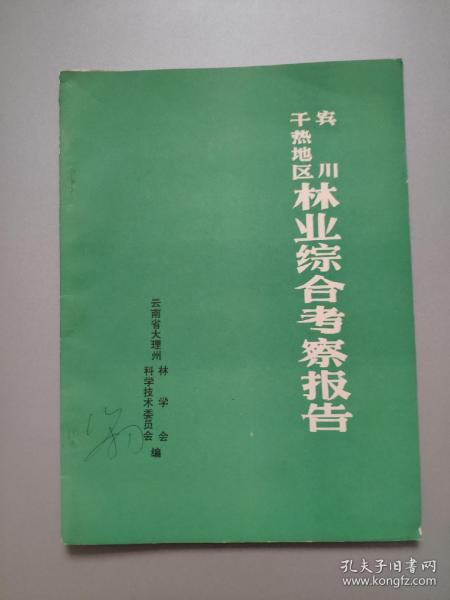 宾川
干热地区
林业综合考察报告
云南省大理州
林学会
科学技术委员会
编
孔夫子旧书网
www.kongfz.com